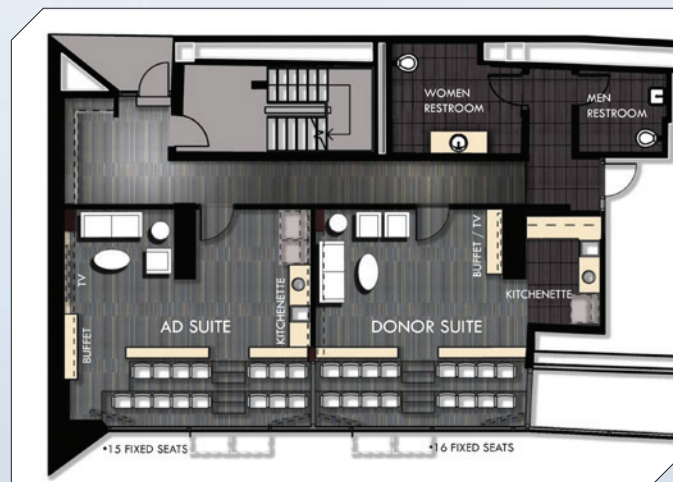 WOMEN
RESTROOM
MEN
RESTROOM
TV
BUFFET
AD SUITE
KITCHENETTE
DONOR SUITE
BUFFET / TV
KITCHENETTE
•15 FIXED SEATS
•16 FIXED SEATS